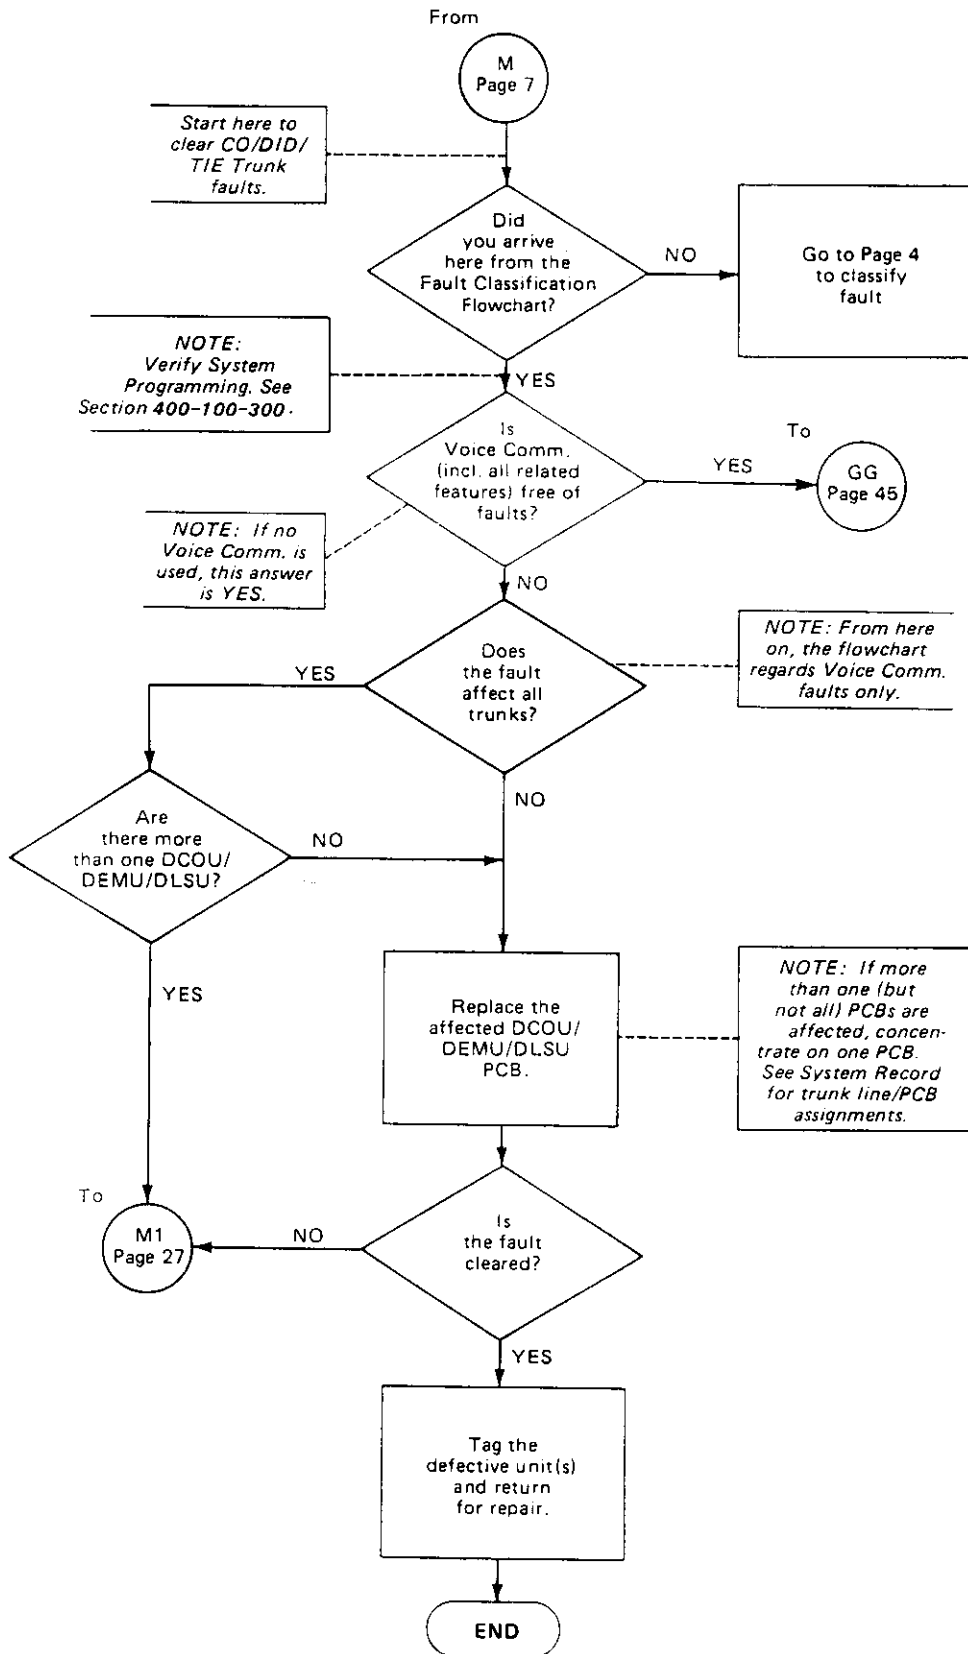 From
M
Page 7
Start here to
clear CO/DID/
TIE Trunk
faults.
Did
you arrive
here from the
Fault Classification
Flowchart?
NO
Go to Page 4
to classify
fault
NOTE:
Verify System
Programming. See
Section 400-100-300.
YES
Is
Voice Comm.
(incl. all related
features) free of
faults?
YES
To
GG
Page 45
NOTE: If no
Voice Comm. is
used, this answer
is YES.
NO
Does
the fault
affect all
trunks?
YES
NOTE: From here
on, the flowchart
regards Voice Comm.
faults only.
NO
Are
there more
than one DCOU/
DEMU/DLSU?
NO
YES
Replace the
affected DCOU/
DEMU/DLSU
PCB.
NOTE: If more
than one (but
not all) PCBs are
affected, concen-
trate on one PCB.
See System Record
for trunk line/PCB
assignments.
To
M1
Page 27
NO
Is
the fault
cleared?
YES
Tag the
defective unit(s)
and return
for repair.
END